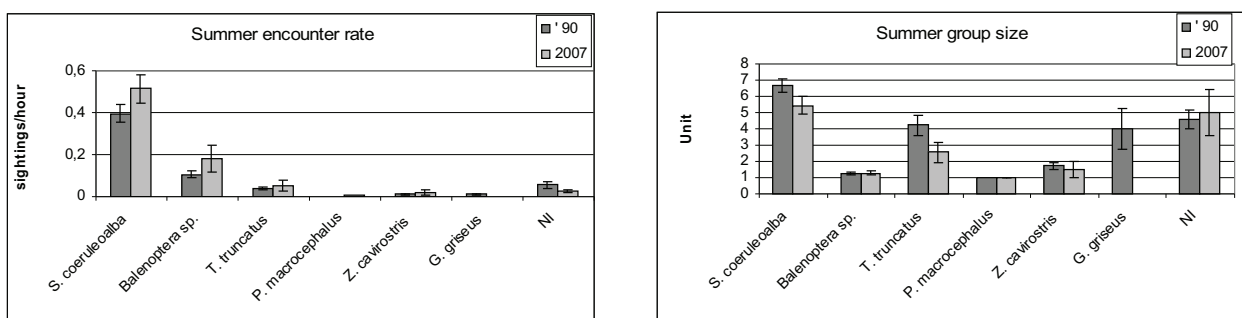 Summer encounter rate
' 90
2007
sightings/hour
0,6
0,4
0,2
0
S. coeruleoalba
Balenoptera sp.
T. truncatus
P. macrocephalus
Z. cavirostris
G. griseus
NI
Summer group size
' 90
2007
Unit
8
7
6
5
4
3
2
1
0
S. coeruleoalba
Balenoptera sp.
T. truncatus
P. macrocephalus
Z. cavirostris
G. griseus
NI